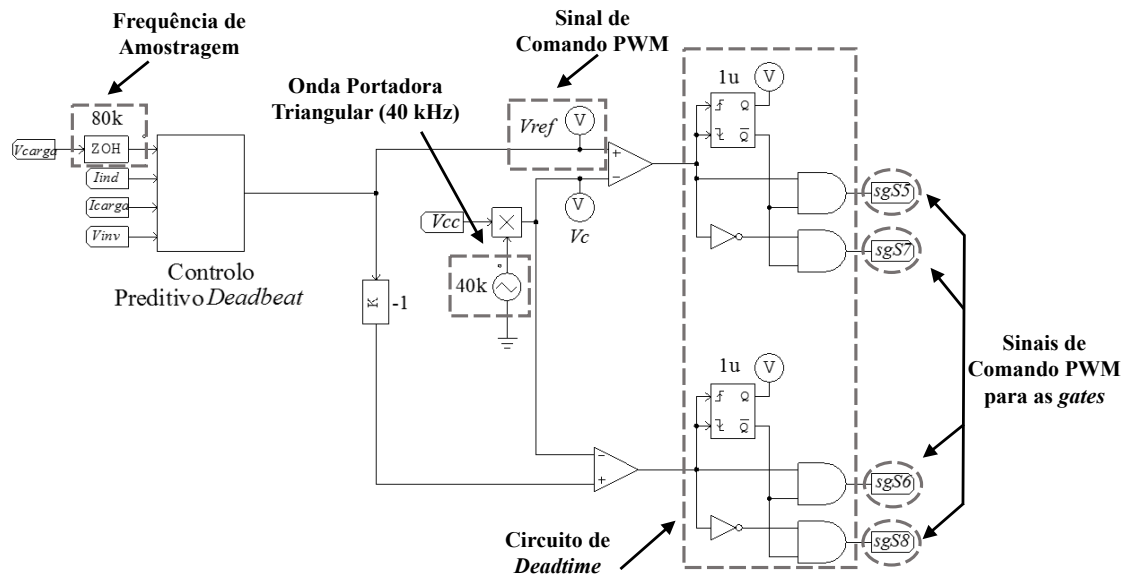 Frequência de
Amostragem
Sinal de
Comando PWM
Onda Portadora
Triangular (40 kHz)
80k
Vcarga
ZOH
Iind
Icarga
Vinv
Controlo
Preditivo Deadbeat
Vref
V
+
−
V
Vc
Vcc
40k
K
-1
1u
V
Q
Q
sgS5
sgS7
1u
V
Q
Q
−
+
sgS6
sgS8
Sinais de
Comando PWM
para as gates
Circuito de
Deadtime